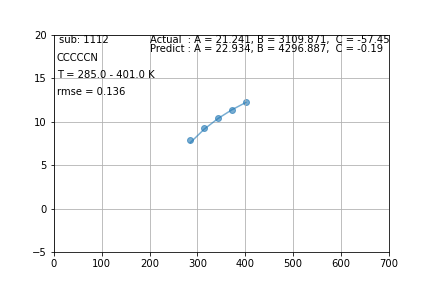 sub: 1112
Actual : A = 21.241, B = 3109.871, C = -57.45
Predict : A = 22.934, B = 4296.887, C = -0.19
CCCCCN
T = 285.0 - 401.0 K
rmse = 0.136
20
15
10
5
0
−5
0 100 200 300 400 500 600 700